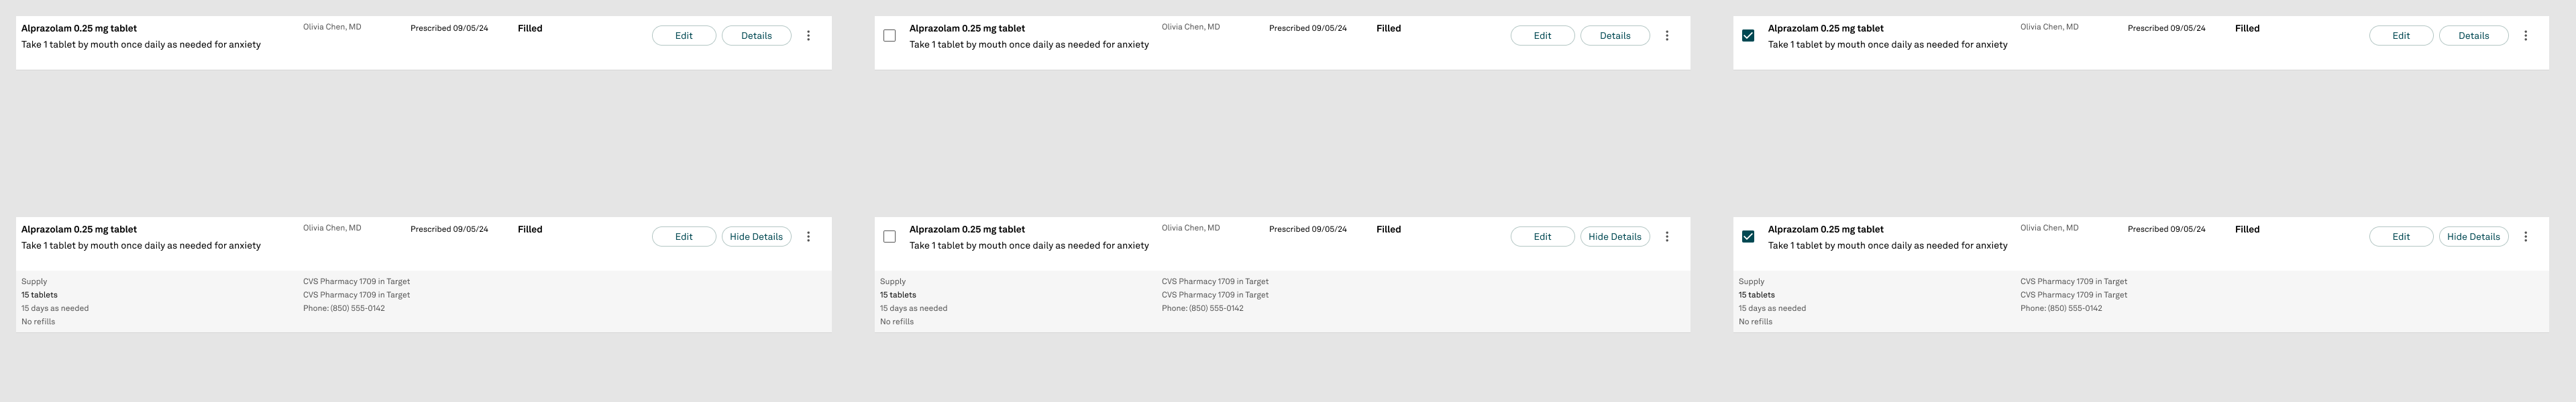 Alprazolam 0.25 mg tablet Olivia Chen, MD Prescribed 09/05/24 Filled Edit Details
Take 1 tablet by mouth once daily as needed for anxiety
Alprazolam 0.25 mg tablet Olivia Chen, MD Prescribed 09/05/24 Filled Edit Details
Take 1 tablet by mouth once daily as needed for anxiety
Alprazolam 0.25 mg tablet Olivia Chen, MD Prescribed 09/05/24 Filled Edit Details
Take 1 tablet by mouth once daily as needed for anxiety
Alprazolam 0.25 mg tablet Olivia Chen, MD Prescribed 09/05/24 Filled Edit Hide Details
Take 1 tablet by mouth once daily as needed for anxiety
Supply CVS Pharmacy 1709 in Target
15 tablets CVS Pharmacy 1709 in Target
15 days as needed Phone: (850) 555-0142
No refills
Alprazolam 0.25 mg tablet Olivia Chen, MD Prescribed 09/05/24 Filled Edit Hide Details
Take 1 tablet by mouth once daily as needed for anxiety
Supply CVS Pharmacy 1709 in Target
15 tablets CVS Pharmacy 1709 in Target
15 days as needed Phone: (850) 555-0142
No refills
Alprazolam 0.25 mg tablet Olivia Chen, MD Prescribed 09/05/24 Filled Edit Hide Details
Take 1 tablet by mouth once daily as needed for anxiety
Supply CVS Pharmacy 1709 in Target
15 tablets CVS Pharmacy 1709 in Target
15 days as needed Phone: (850) 555-0142
No refills